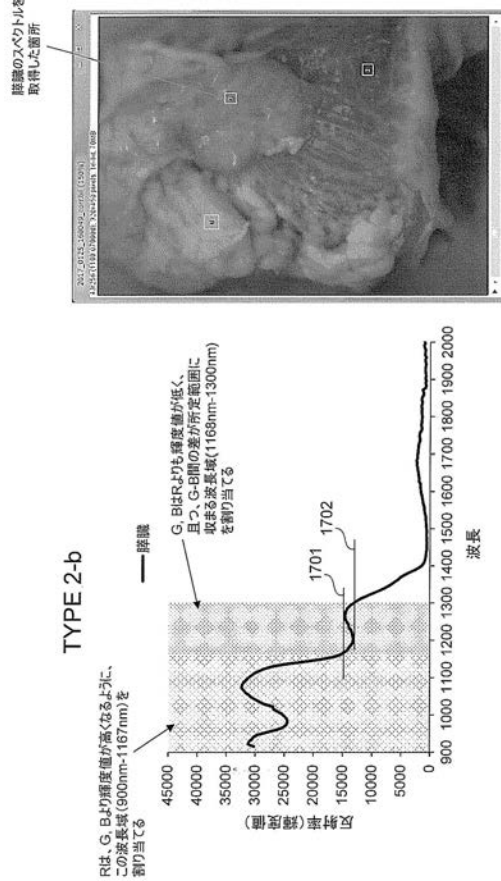 TYPE 2-b
Rは、G, Bより輝度値が高くなるように、
この波長域(900nm-1167nm)を
割り当てる
膵臓
G, BはRよりも輝度値が低く、
且つ、G-B間の差が所定範囲に
収まる波長域(1168nm-1300nm)
を割り当てる
1701
1702
反射率(輝度値)
45000
40000
35000
30000
25000
20000
15000
10000
5000
0
900 1000 1100 1200 1300 1400 1500 1600 1700 1800 1900 2000
波長
膵臓のスペクトルを
取得した箇所